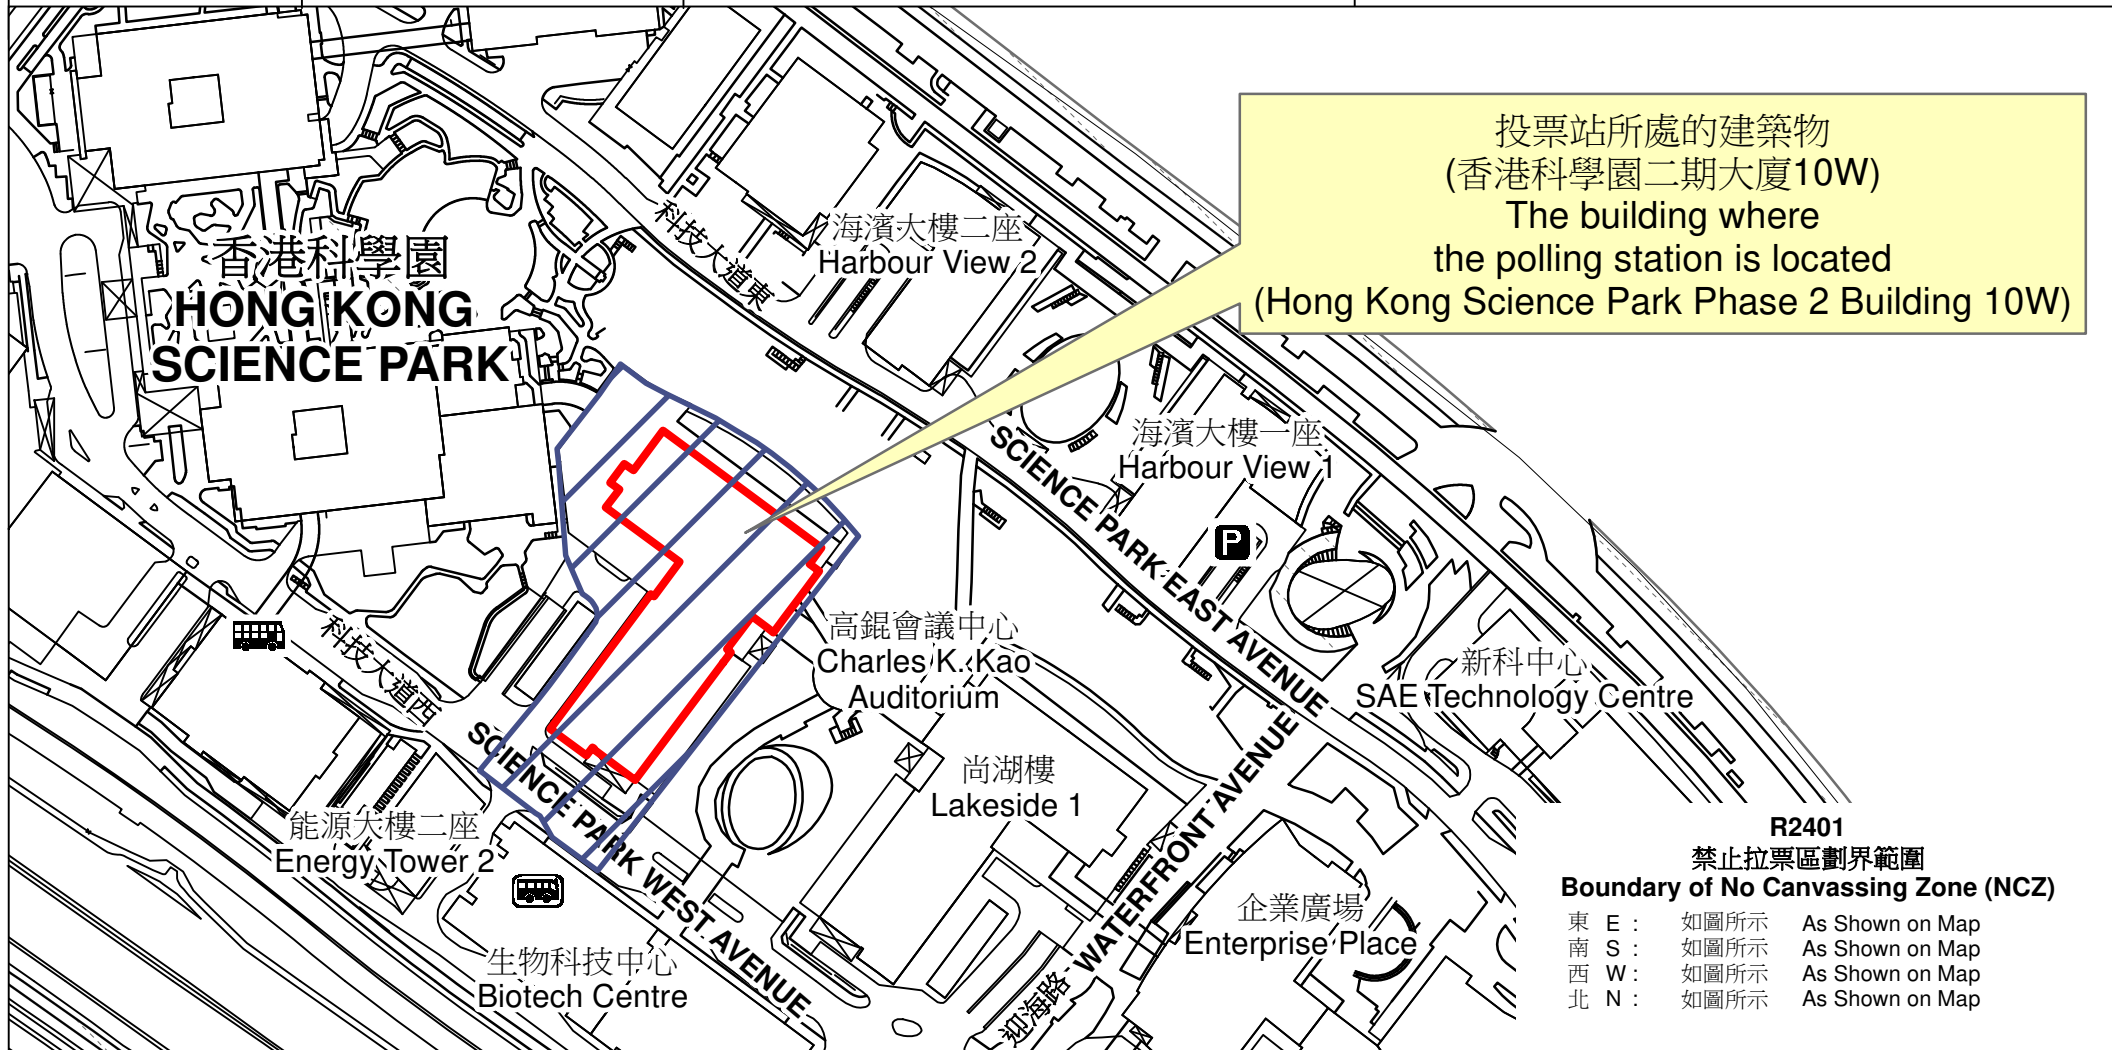 投票站所處的建築物
(香港科學園二期大廈10W)
The building where
the polling station is located
(Hong Kong Science Park Phase 2 Building 10W)
香港科學園
HONG KONG
SCIENCE PARK
科技大道東
海濱大樓二座
Harbour View 2
海濱大樓一座
Harbour View 1
SCIENCE PARK EAST AVENUE
P
科技大道西
SCIENCE PARK WEST AVENUE
高錕會議中心
Charles K. Kao
Auditorium
新科中心
SAE Technology Centre
尚湖樓
Lakeside 1
能源大樓二座
Energy Tower 2
生物科技中心
Biotech Centre
迎海路
WATERFRONT AVENUE
企業廣場
Enterprise Place
R2401
禁止拉票區劃界範圍
Boundary of No Canvassing Zone (NCZ)
東 E : 如圖所示 As Shown on Map
南 S : 如圖所示 As Shown on Map
西 W : 如圖所示 As Shown on Map
北 N : 如圖所示 As Shown on Map